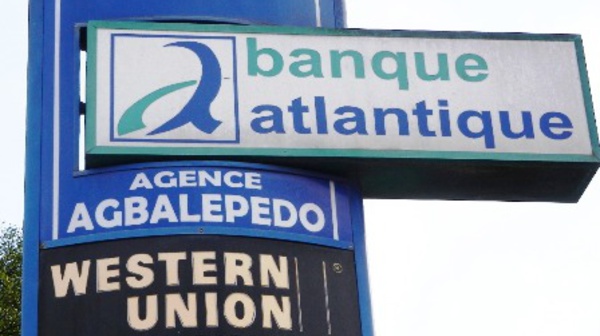 banque
atlantique
AGENCE
AGBALEPEDO
WESTERN
UNION